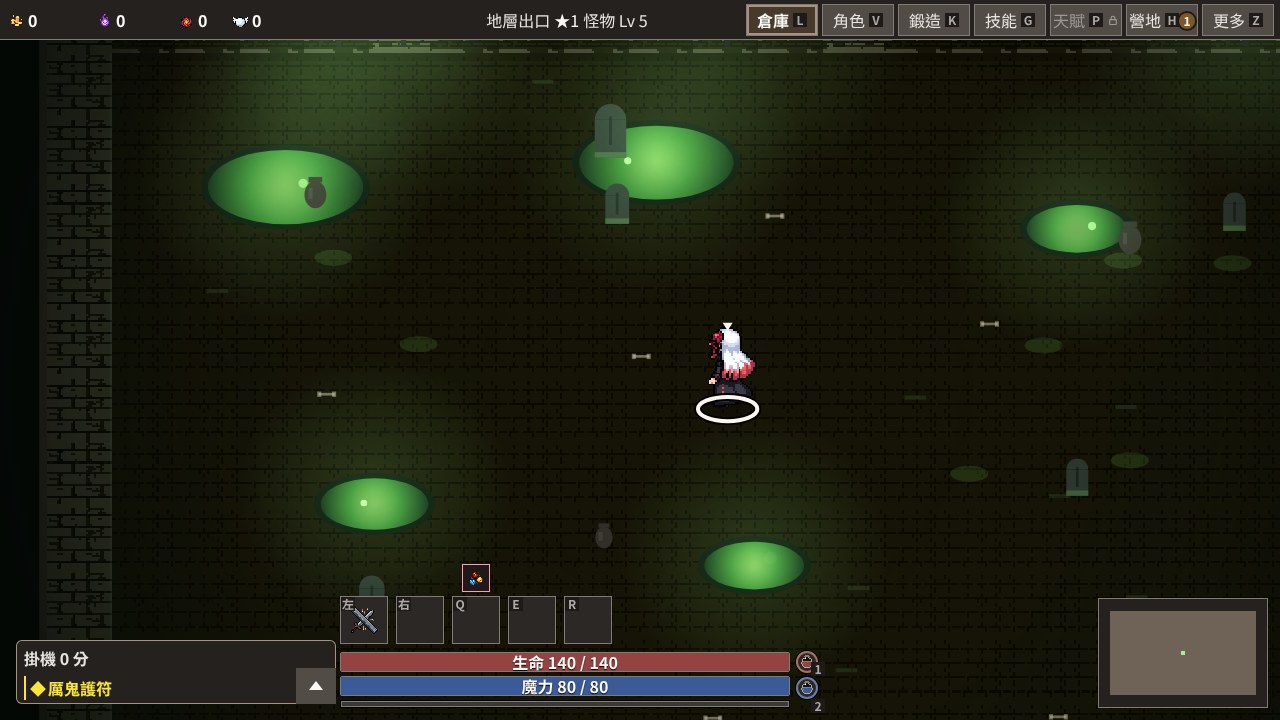 0 0 0 0 地層出口 ★1 怪物 Lv 5 倉庫 L 角色 V 鍛造 K 技能 G 天賦 P 營地 H 1 更多 Z
左 右 Q E R
生命 140 / 140 1
魔力 80 / 80 2
掛機 0 分
厲鬼護符